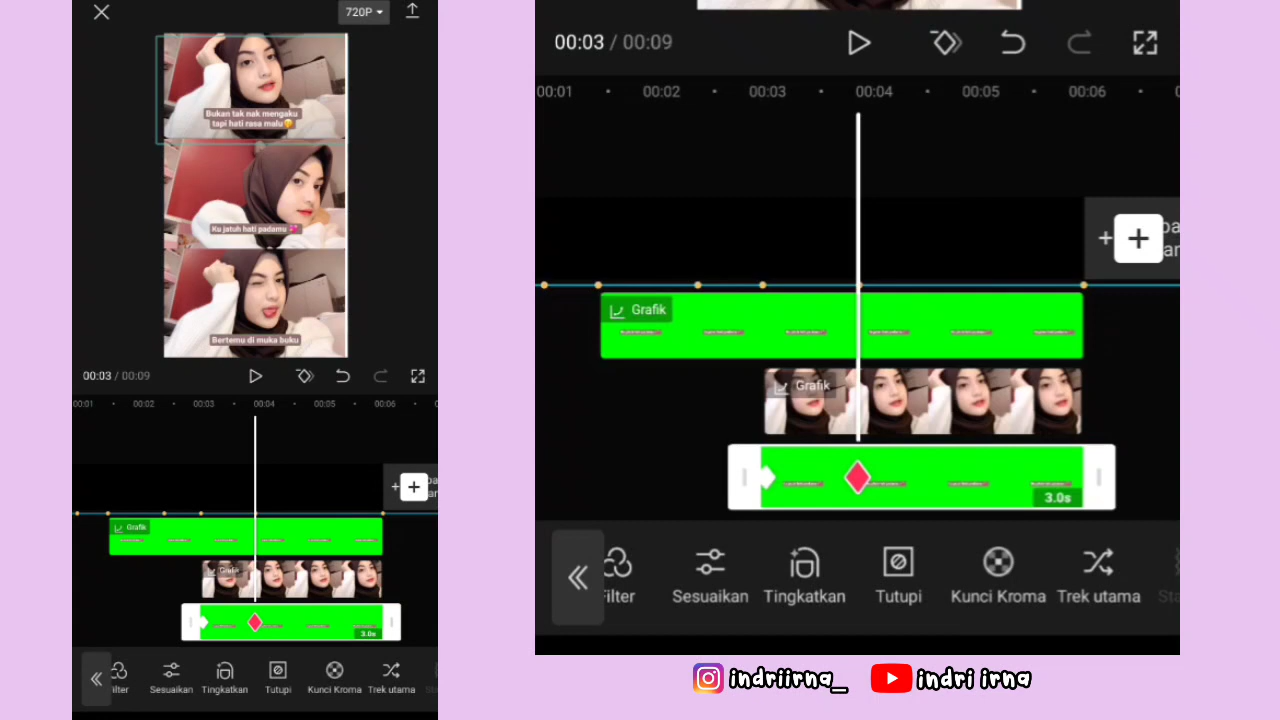 720P
Bukan tak nak mengaku
tapi hati rasa malu🤭
Ku jatuh hati padamu 💘
Bertemu di muka buku
00:03 / 00:09
00:01 00:02 00:03 00:04 00:05 00:06
Grafik
Grafik
3.0s
ilter Sesuaikan Tingkatkan Tutupi Kunci Kroma Trek utama
00:03 / 00:09
00:01 00:02 00:03 00:04 00:05 00:06
Grafik
Grafik
3.0s
ilter Sesuaikan Tingkatkan Tutupi Kunci Kroma Trek utama Sta
indriirna_ indri irna